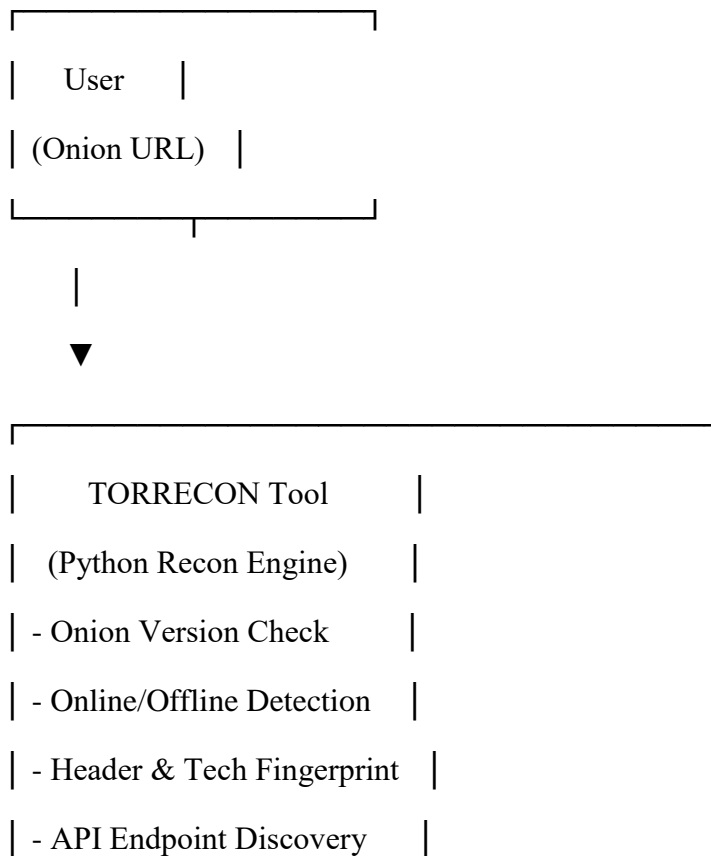 User
(Onion URL)
▼
TORRECON Tool
(Python Recon Engine)
- Onion Version Check
- Online/Offline Detection
- Header & Tech Fingerprint
- API Endpoint Discovery